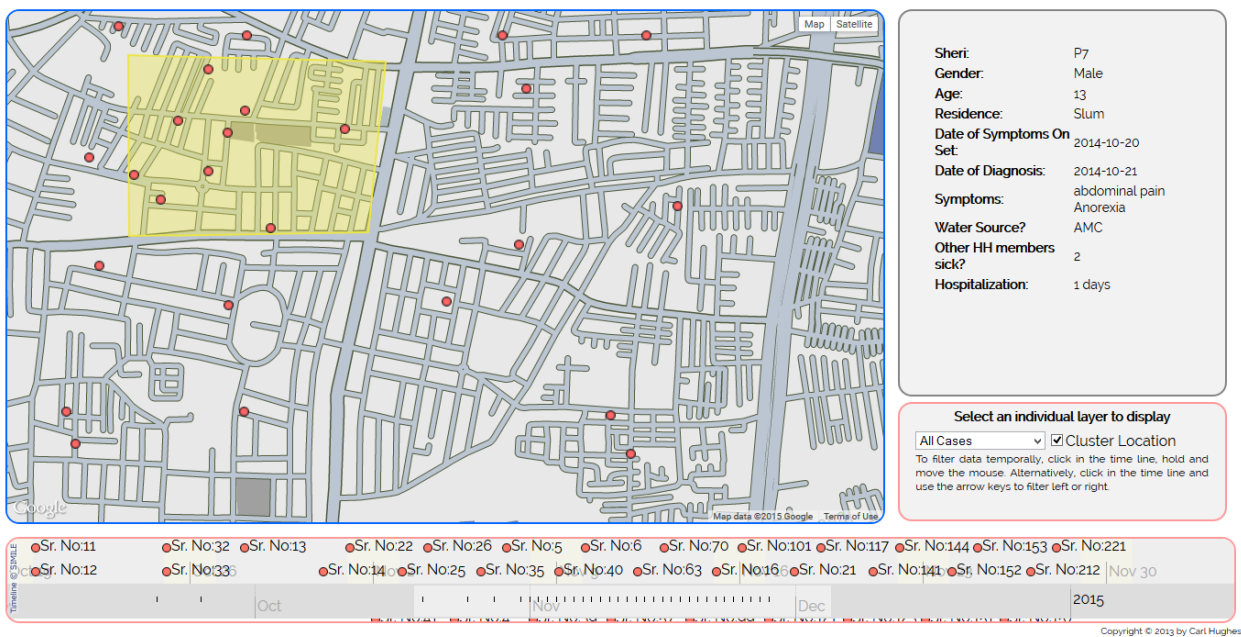 Map Satellite
Sheri: P7
Gender: Male
Age: 13
Residence: Slum
Date of Symptoms On Set: 2014-10-20
Date of Diagnosis: 2014-10-21
Symptoms: abdominal pain
Anorexia
Water Source? AMC
Other HH members sick? 2
Hospitalization: 1 days
Select an individual layer to display
All Cases Cluster Location
To filter data temporally, click in the time line, hold and
move the mouse. Alternatively, click in the time line and
use the arrow keys to filter left or right.
Google
Map data ©2015 Google Terms of Use
Timeline © SIMILE
Sr. No:11 Sr. No:32 Sr. No:13 Sr. No:22 Sr. No:26 Sr. No:5 Sr. No:6 Sr. No:70 Sr. No:101 Sr. No:117 Sr. No:144 Sr. No:153 Sr. No:221
Sr. No:12 Sr. No:33 Sr. No:14 Sr. No:25 Sr. No:35 Sr. No:40 Sr. No:63 Sr. No:16 Sr. No:21 Sr. No:141 Sr. No:152 Sr. No:212 Nov 30
Oct Nov Dec 2015
Copyright © 2013 by Carl Hughes